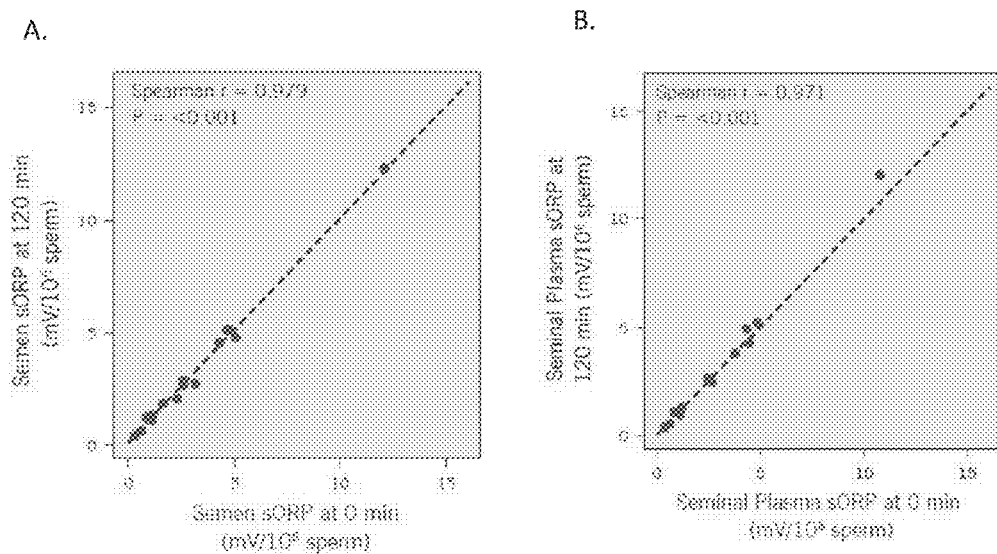 A.
Spearman r = 0.979
P = <0.001
15
10
5
0
Semen sORP at 120 min
(mV/10⁶ sperm)
0
5
10
15
Semen sORP at 0 min
(mV/10⁶ sperm)
B.
Spearman r = 0.971
P = <0.001
15
10
5
0
Seminal Plasma sORP at
120 min (mV/10⁶ sperm)
0
5
10
15
Seminal Plasma sORP at 0 min
(mV/10⁶ sperm)